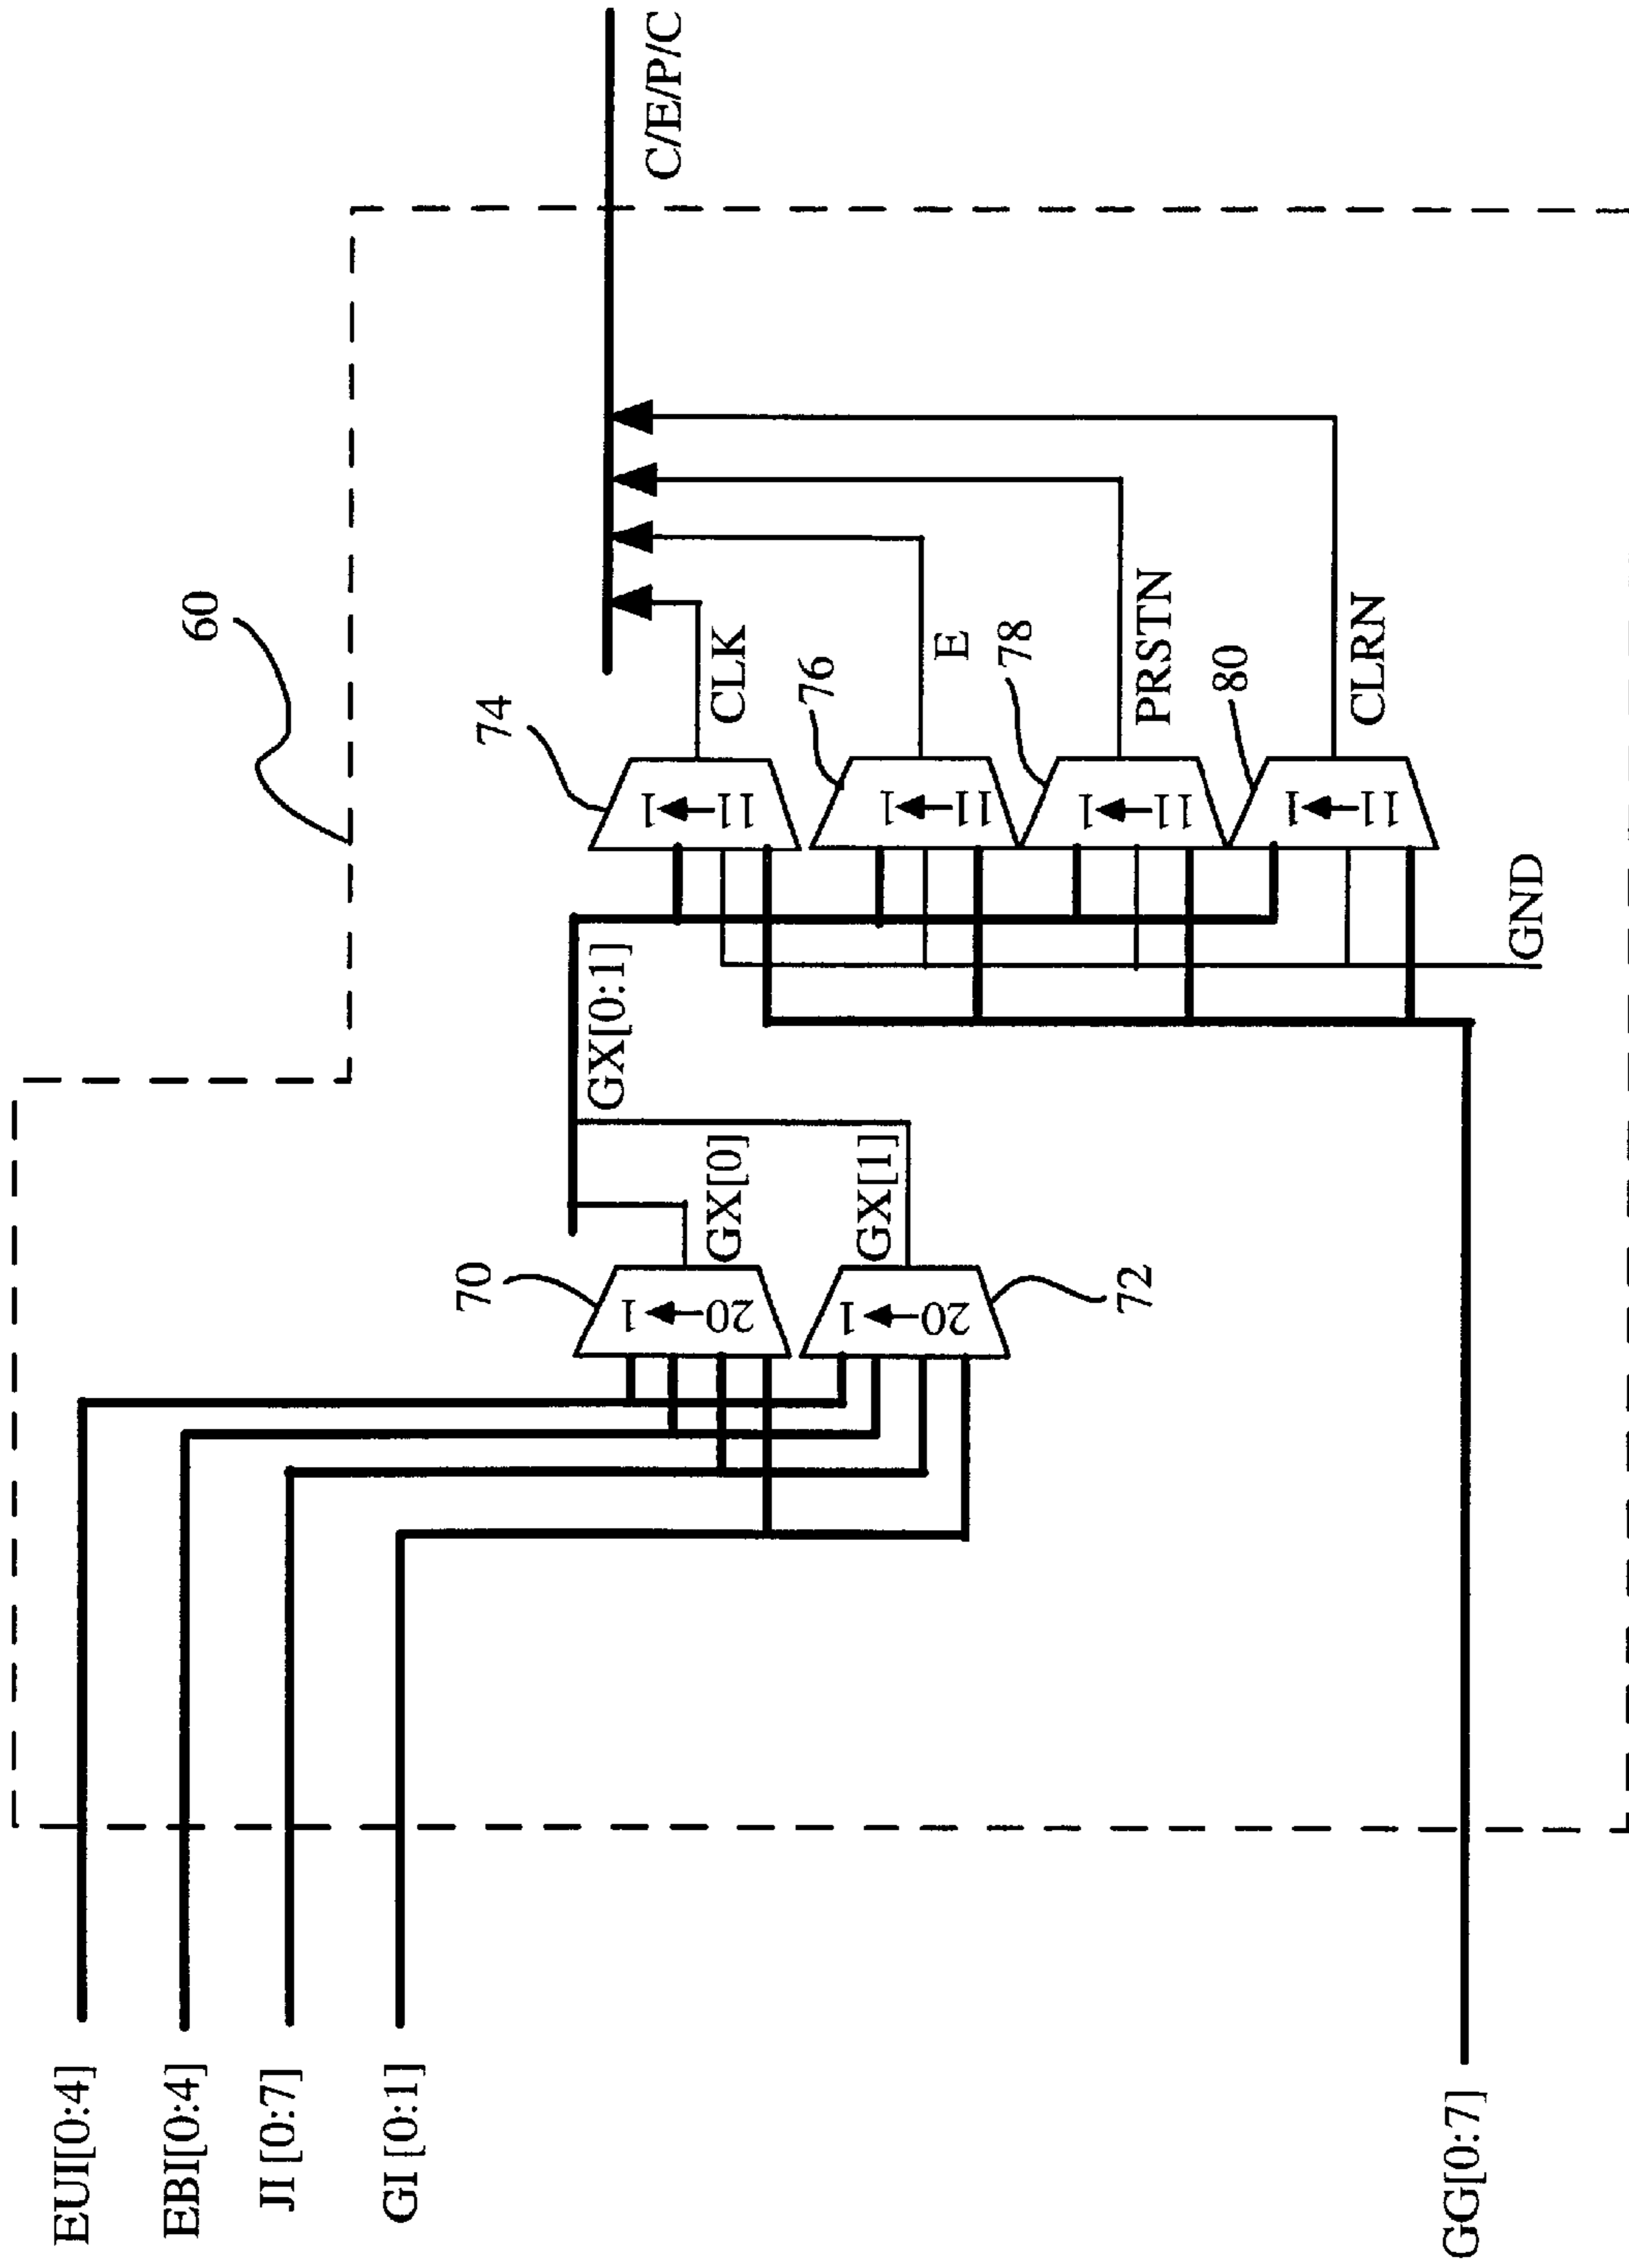 60
C/E/P/C
EUI[0:4]
EBI[0:4]
JI [0:7]
GI [0:1]
GG[0:7]
70
20→1
GX[0]
72
20→1
GX[1]
GX[0:1]
74
11→1
CLK
76
11→1
E
78
11→1
PRSTN
80
11→1
CLRN
GND